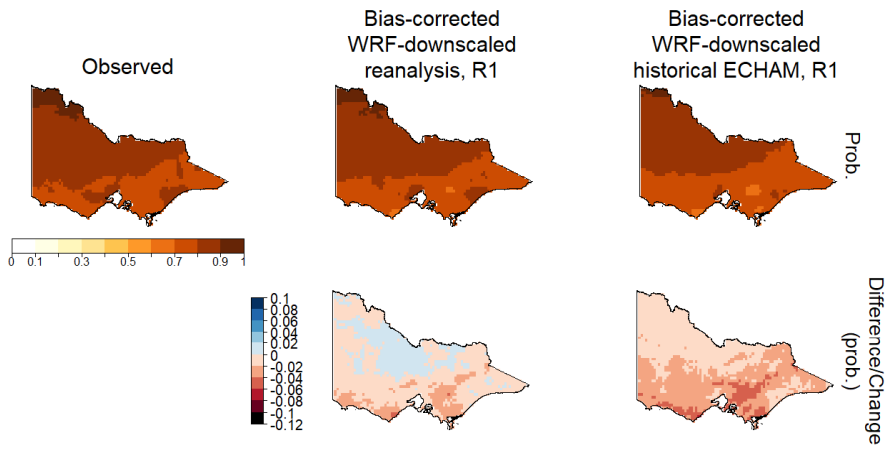 Observed
Bias-corrected
WRF-downscaled
reanalysis, R1
Bias-corrected
WRF-downscaled
historical ECHAM, R1
Prob.
0 0.1 0.3 0.5 0.7 0.9 1
0.1
0.08
0.06
0.04
0.02
0
-0.02
-0.04
-0.06
-0.08
-0.1
-0.12
Difference/Change
(prob.)